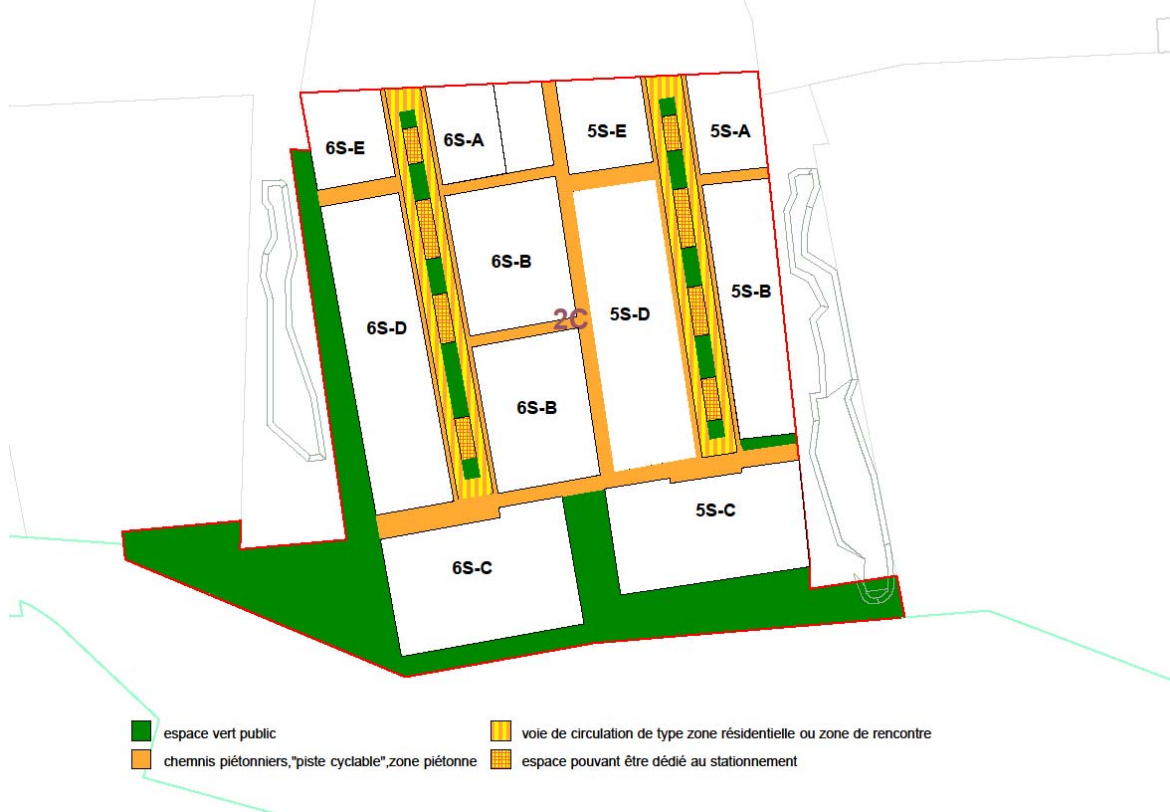 6S-E
6S-A
5S-E
5S-A
6S-B
5S-B
6S-D
2C
5S-D
6S-B
5S-C
6S-C
espace vert public
chemnis piétonniers,"piste cyclable",zone piétonne
voie de circulation de type zone résidentielle ou zone de rencontre
espace pouvant être dédié au stationnement